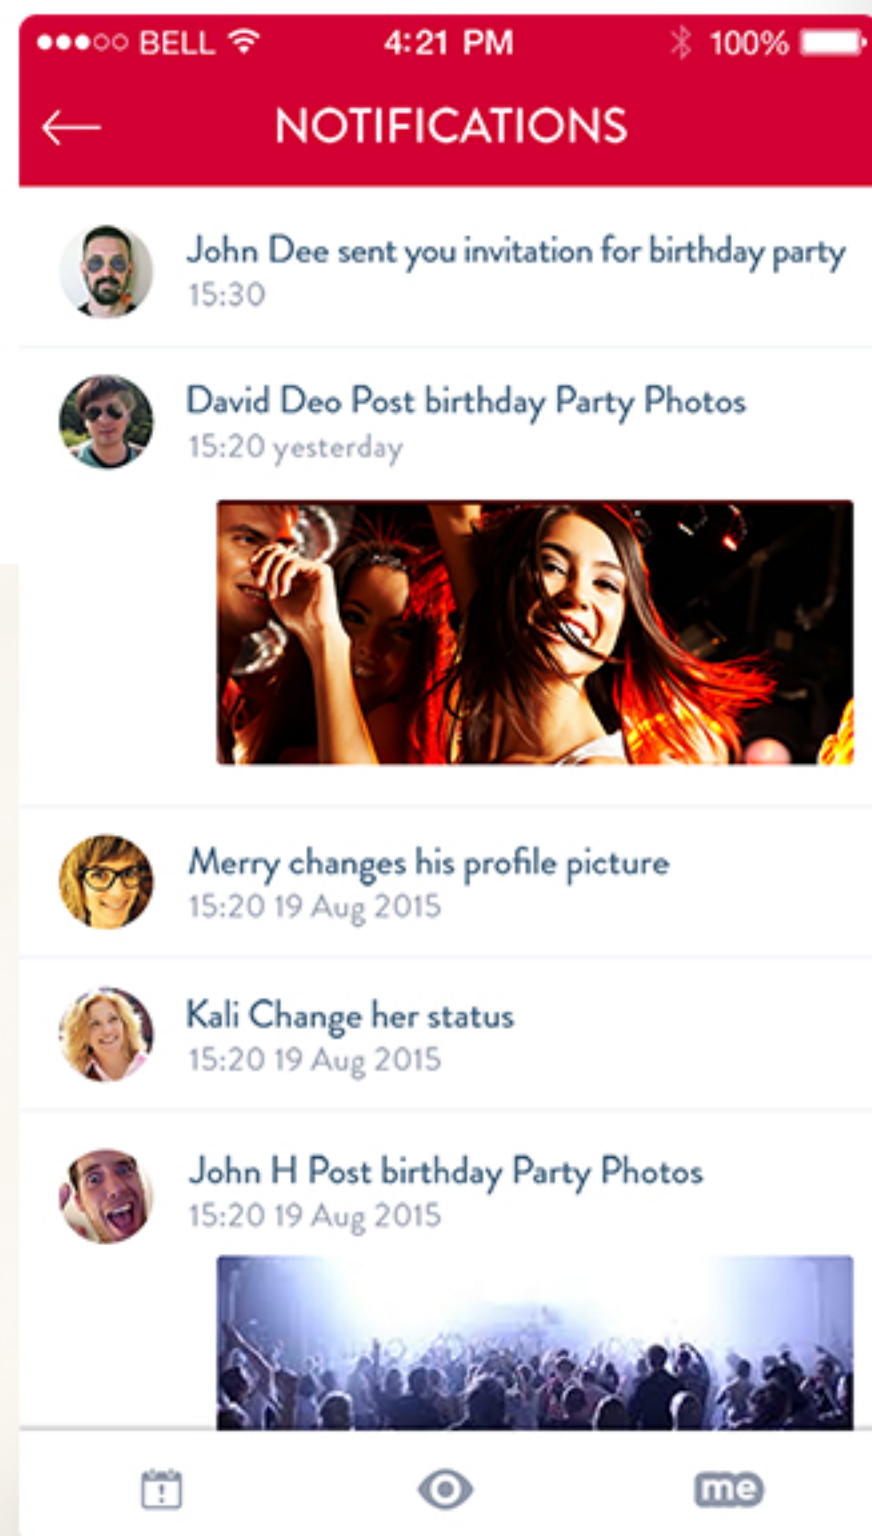 BELL 4:21 PM 100%
NOTIFICATIONS
John Dee sent you invitation for birthday party
15:30
David Deo Post birthday Party Photos
15:20 yesterday
Merry changes his profile picture
15:20 19 Aug 2015
Kali Change her status
15:20 19 Aug 2015
John H Post birthday Party Photos
15:20 19 Aug 2015
me